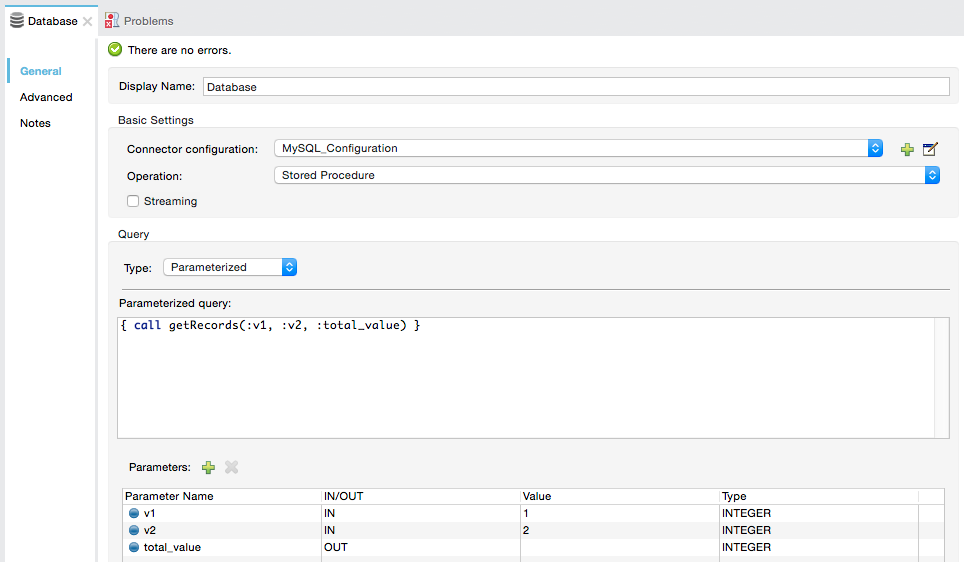 Database Problems
There are no errors.
General
Advanced
Notes
Display Name: Database
Basic Settings
Connector configuration: MySQL_Configuration
Operation: Stored Procedure
Streaming
Query
Type: Parameterized
Parameterized query:
{ call getRecords(:v1, :v2, :total_value) }
Parameters:
Parameter Name IN/OUT Value Type
v1 IN 1 INTEGER
v2 IN 2 INTEGER
total_value OUT INTEGER